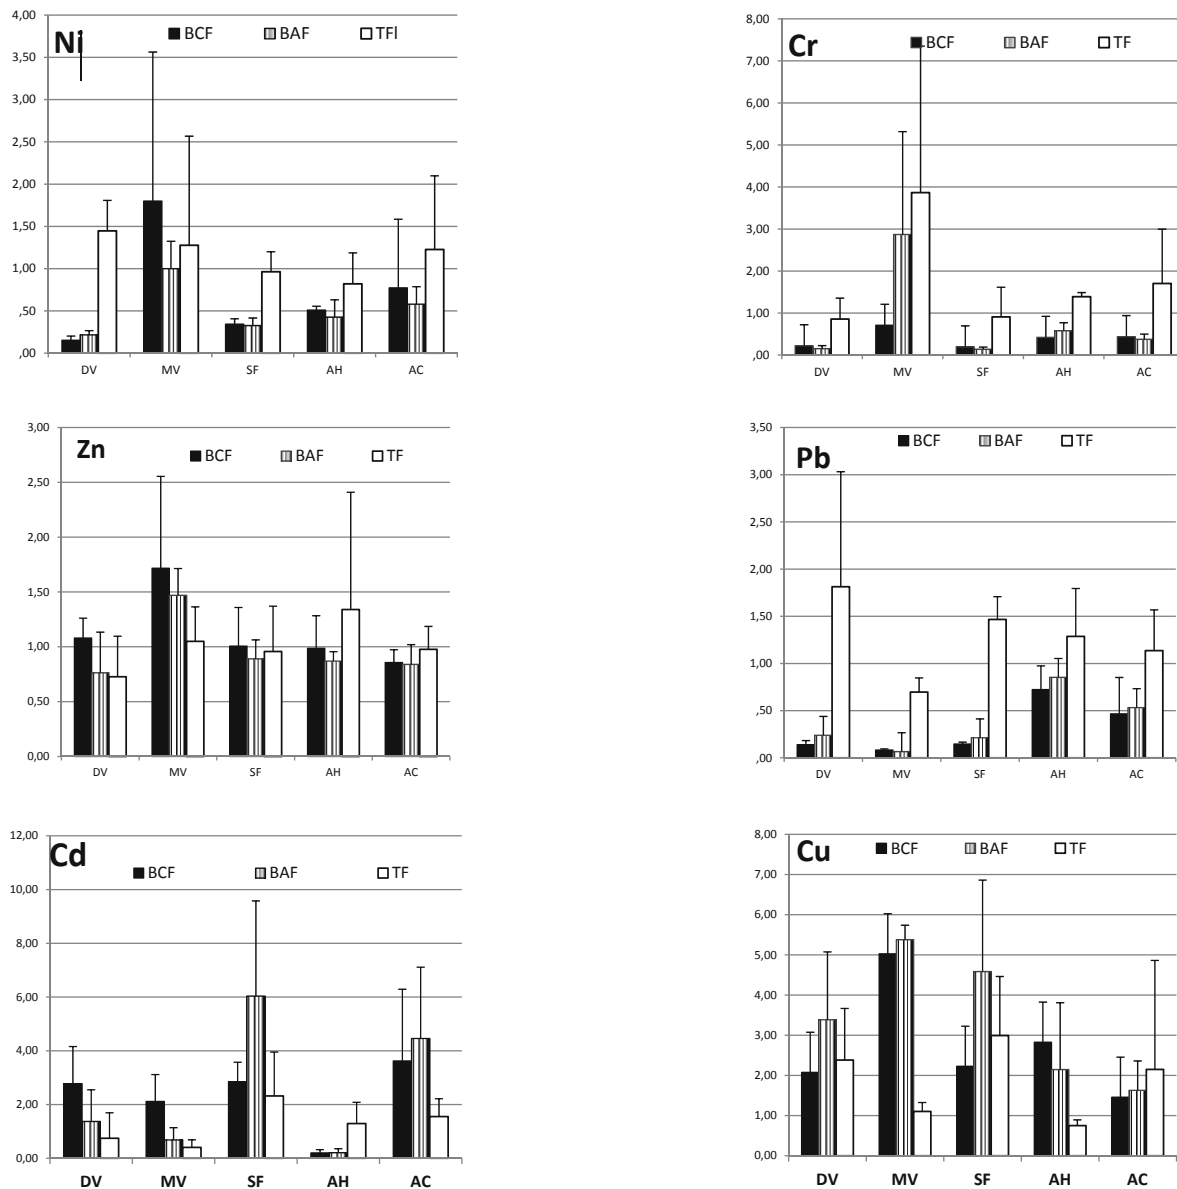 Ni
BCF BAF TFl
4,00
3,50
3,00
2,50
2,00
1,50
1,00
,50
,00
DV MV SF AH AC
Cr
BCF BAF TF
8,00
7,00
6,00
5,00
4,00
3,00
2,00
1,00
,00
DV MV SF AH AC
Zn
BCF BAF TF
3,00
2,50
2,00
1,50
1,00
0,50
0,00
DV MV SF AH AC
Pb
BCF BAF TF
3,50
3,00
2,50
2,00
1,50
1,00
,50
,00
DV MV SF AH AC
Cd
BCF BAF TF
12,00
10,00
8,00
6,00
4,00
2,00
0,00
DV MV SF AH AC
Cu
BCF BAF TF
8,00
7,00
6,00
5,00
4,00
3,00
2,00
1,00
0,00
DV MV SF AH AC